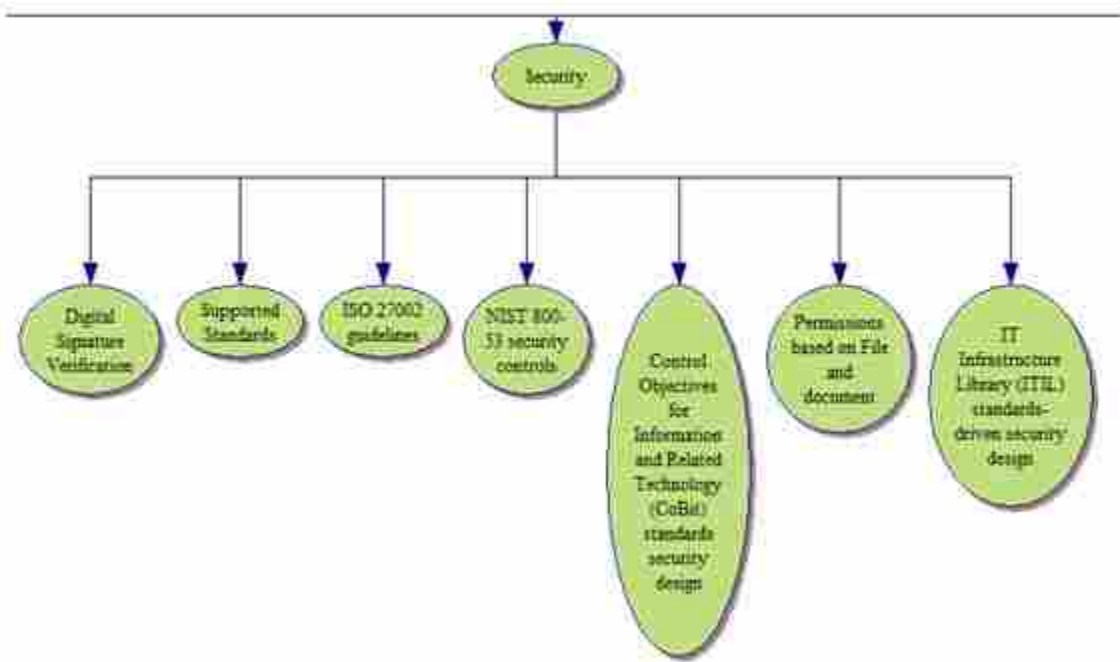 Security
Digital
Signature
Verification
Supported
Standards
ISO 27002
guidelines
NIST 800-
53 security
controls
Control
Objectives
for
Information
and Related
Technology
(CoBit)
standards
security
design
Permissions
based on File
and
document
IT
Infrastructure
Library (ITIL)
standards-
driven security
design